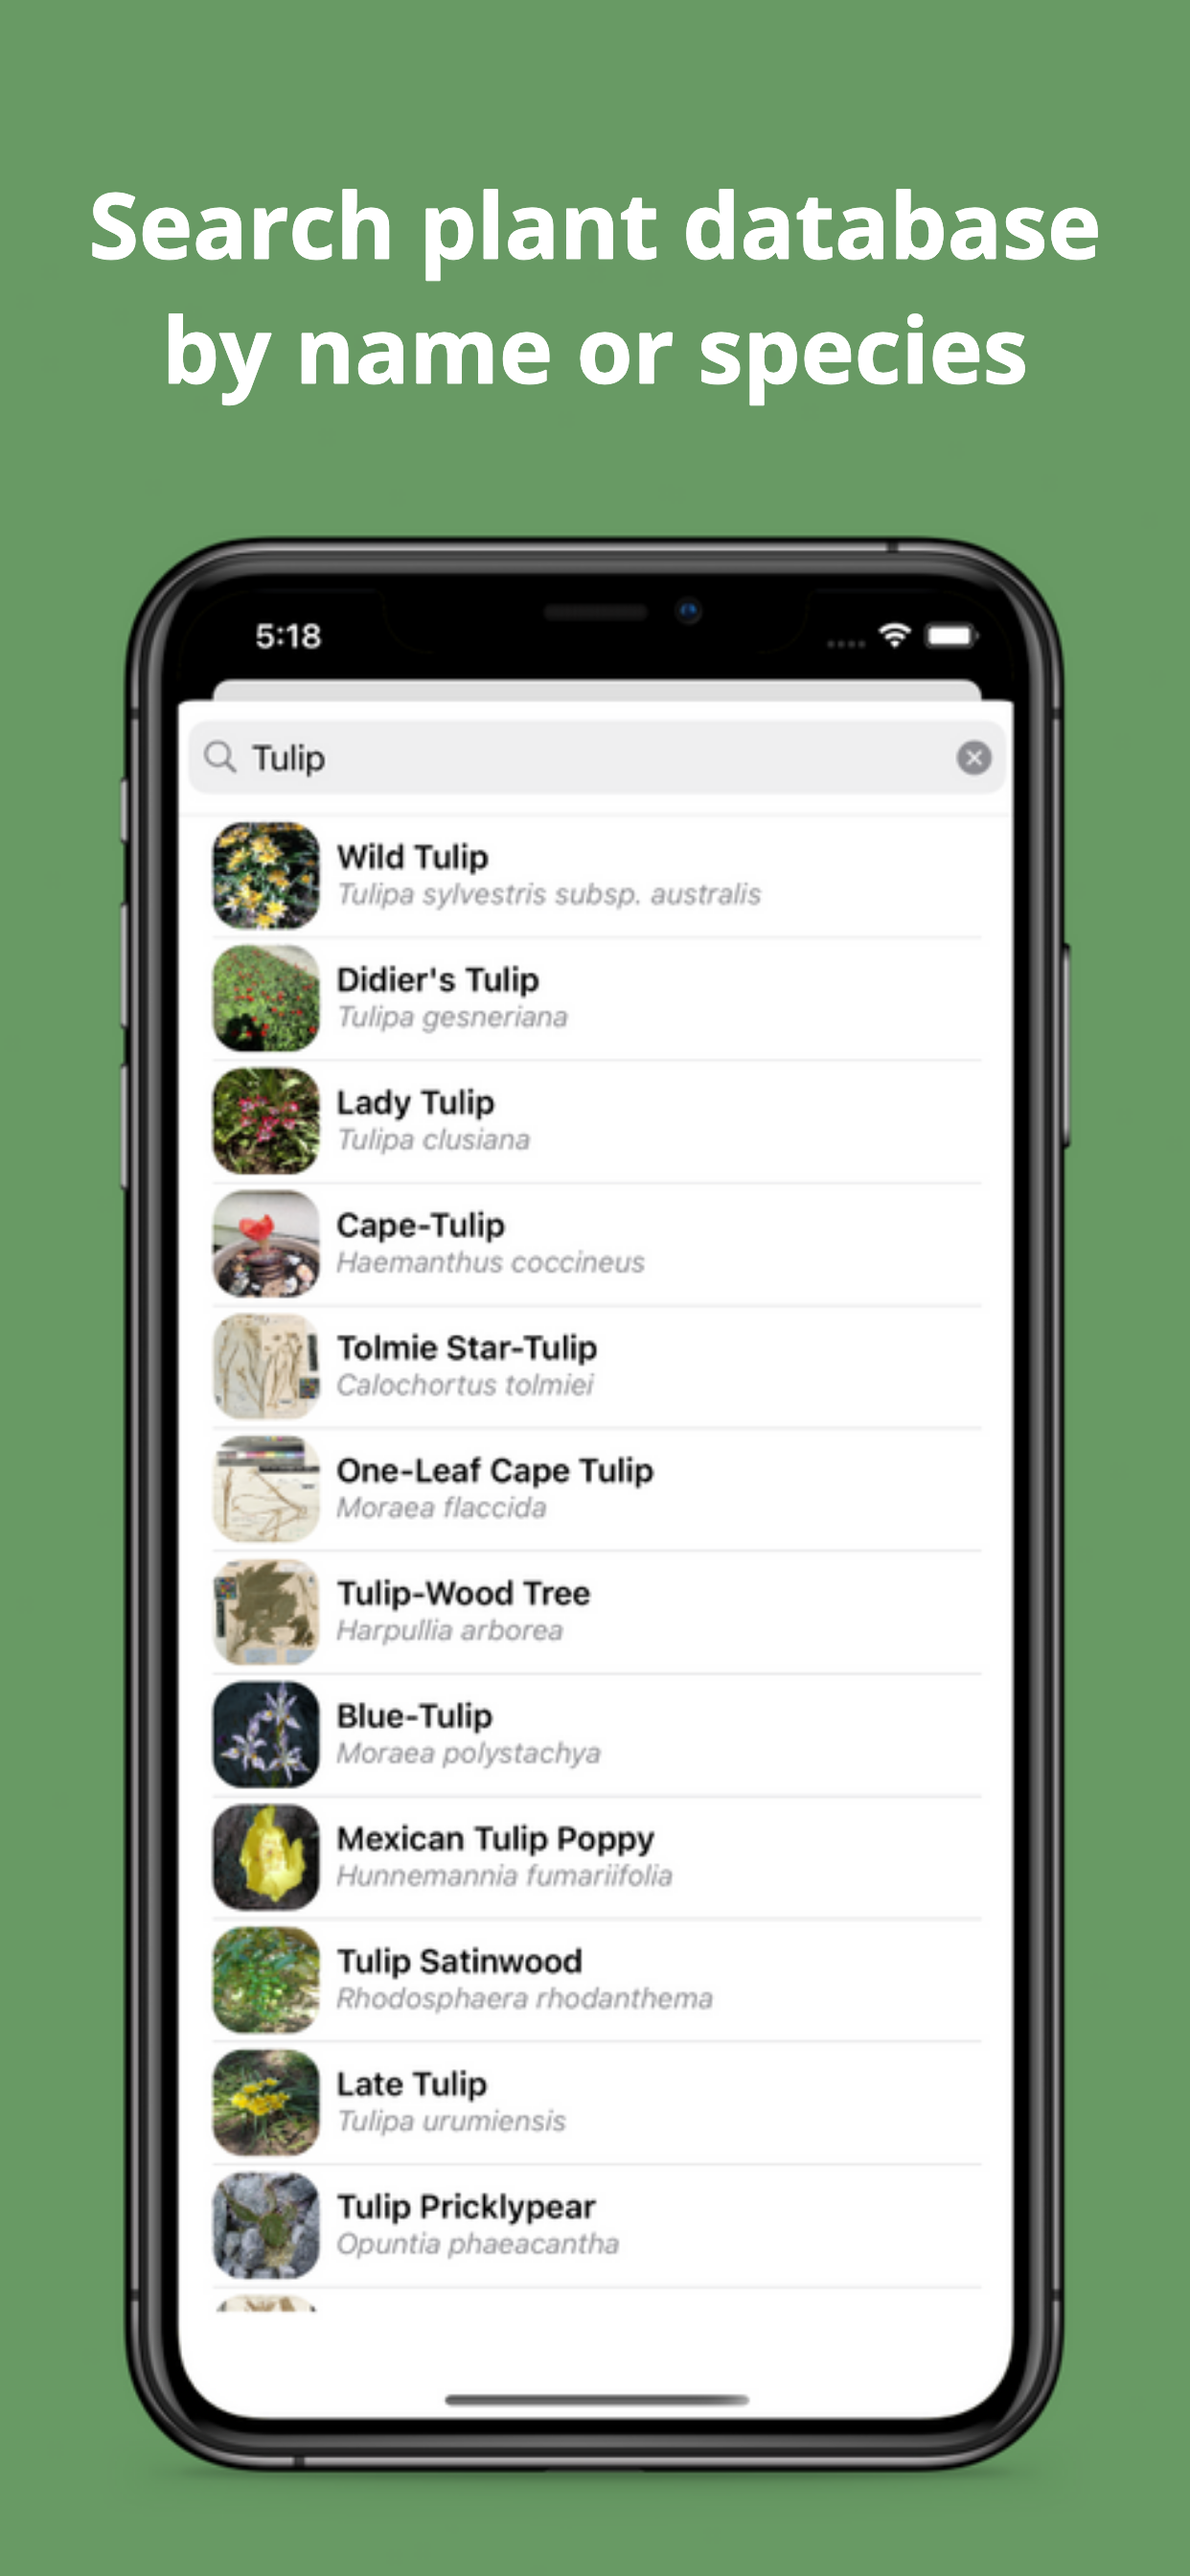 Search plant database
by name or species
5:18
Tulip
Wild Tulip
Tulipa sylvestris subsp. australis
Didier's Tulip
Tulipa gesneriana
Lady Tulip
Tulipa clusiana
Cape-Tulip
Haemanthus coccineus
Tolmie Star-Tulip
Calochortus tolmiei
One-Leaf Cape Tulip
Moraea flaccida
Tulip-Wood Tree
Harpullia arborea
Blue-Tulip
Moraea polystachya
Mexican Tulip Poppy
Hunnemannia fumariifolia
Tulip Satinwood
Rhodosphaera rhodanthema
Late Tulip
Tulipa urumiensis
Tulip Pricklypear
Opuntia phaeacantha